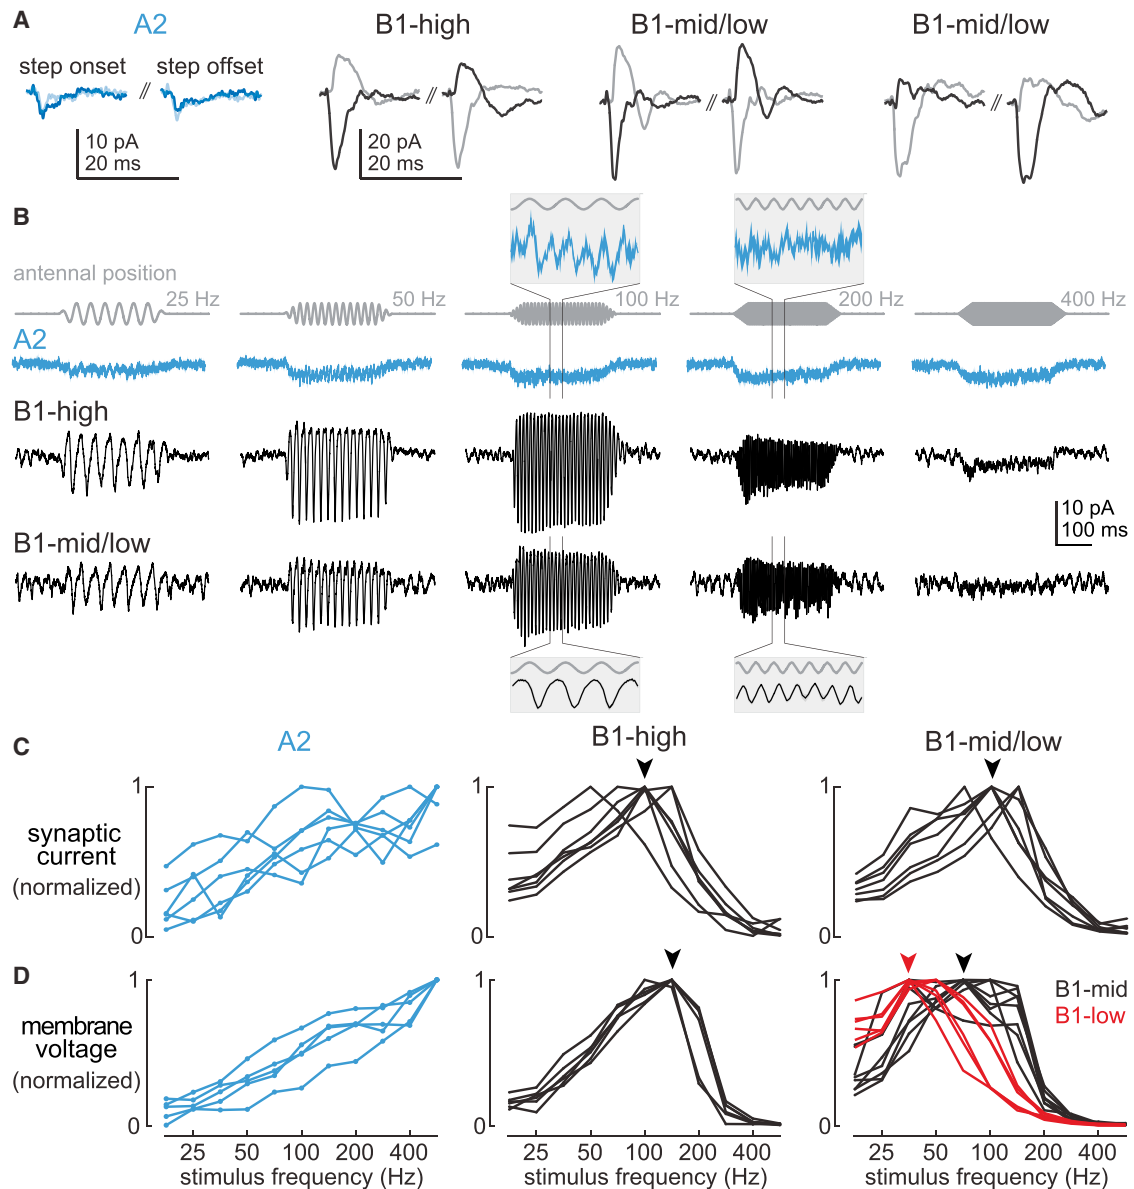 A
A2
B1-high
B1-mid/low
B1-mid/low
step onset
//
step offset
//
//
//
10 pA
20 ms
20 pA
20 ms
B
antennal position
25 Hz
50 Hz
100 Hz
200 Hz
400 Hz
A2
B1-high
10 pA
100 ms
B1-mid/low
C
A2
B1-high
B1-mid/low
synaptic
current
(normalized)
1
0
1
0
1
0
D
membrane
voltage
(normalized)
1
0
1
0
1
0
B1-mid
B1-low
25
50
100
200
400
stimulus frequency (Hz)
25
50
100
200
400
stimulus frequency (Hz)
25
50
100
200
400
stimulus frequency (Hz)